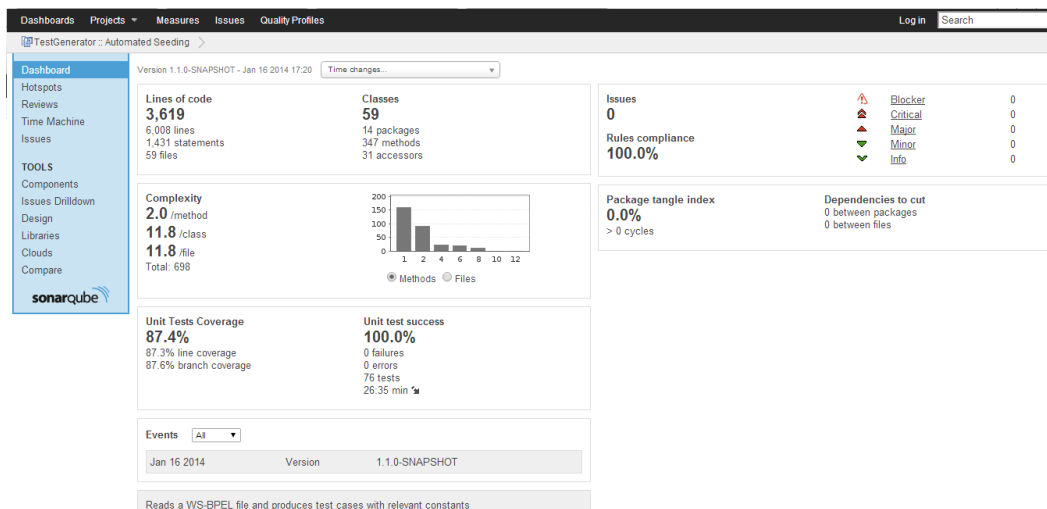 Dashboards Projects Measures Issues Quality Profiles Log in Search
TestGenerator :: Automated Seeding
Dashboard
Hotspots
Reviews
Time Machine
Issues
TOOLS
Components
Issues Drilldown
Design
Libraries
Clouds
Compare
sonarqube
Version 1.1.0-SNAPSHOT - Jan 16 2014 17:20 Time changes...
Lines of code
3,619
6,008 lines
1,431 statements
59 files
Classes
59
14 packages
347 methods
31 accessors
Complexity
2.0 /method
11.8 /class
11.8 /file
Total: 698
200
150
100
50
0
1 2 4 6 8 10 12
Methods Files
Unit Tests Coverage
87.4%
87.3% line coverage
87.6% branch coverage
Unit test success
100.0%
0 failures
0 errors
76 tests
26:35 min
Events All
Jan 16 2014 Version 1.1.0-SNAPSHOT
Reads a WS-BPEL file and produces test cases with relevant constants
Issues
0
Rules compliance
100.0%
Blocker 0
Critical 0
Major 0
Minor 0
Info 0
Package tangle index
0.0%
> 0 cycles
Dependencies to cut
0 between packages
0 between files